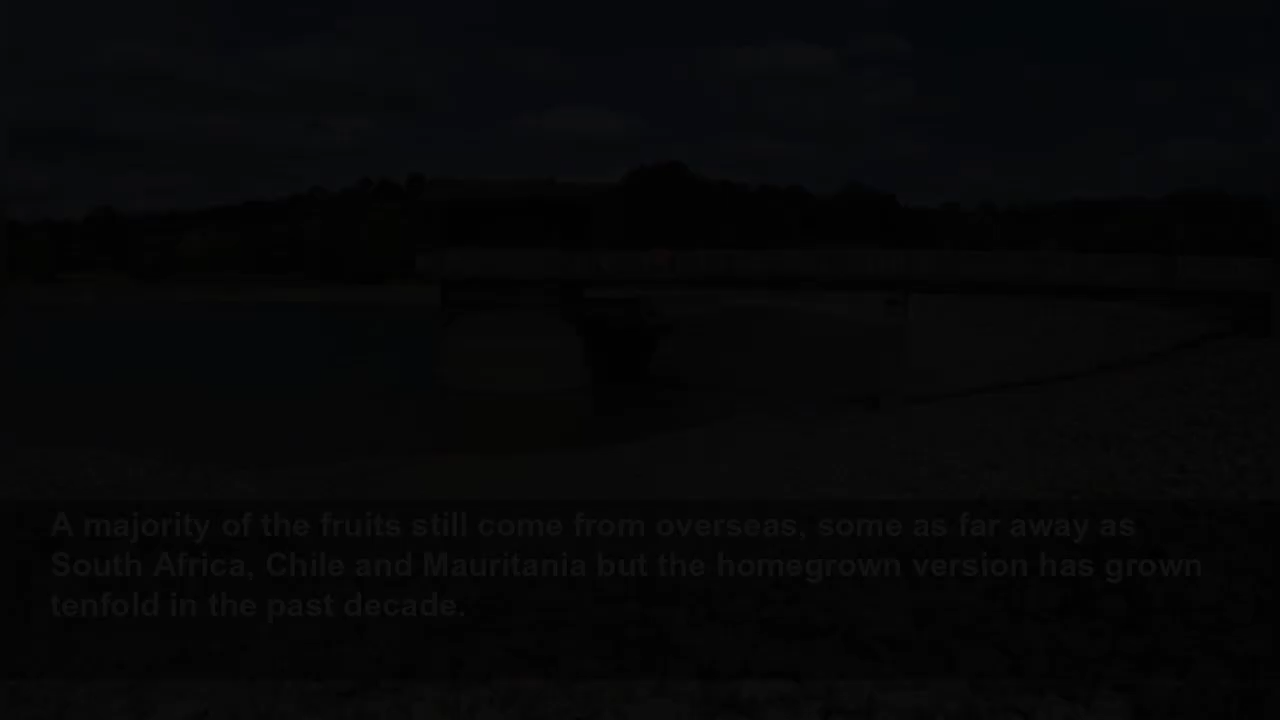 A majority of the fruits still come from overseas, some as far away as
South Africa, Chile and Mauritania but the homegrown version has grown
tenfold in the past decade.